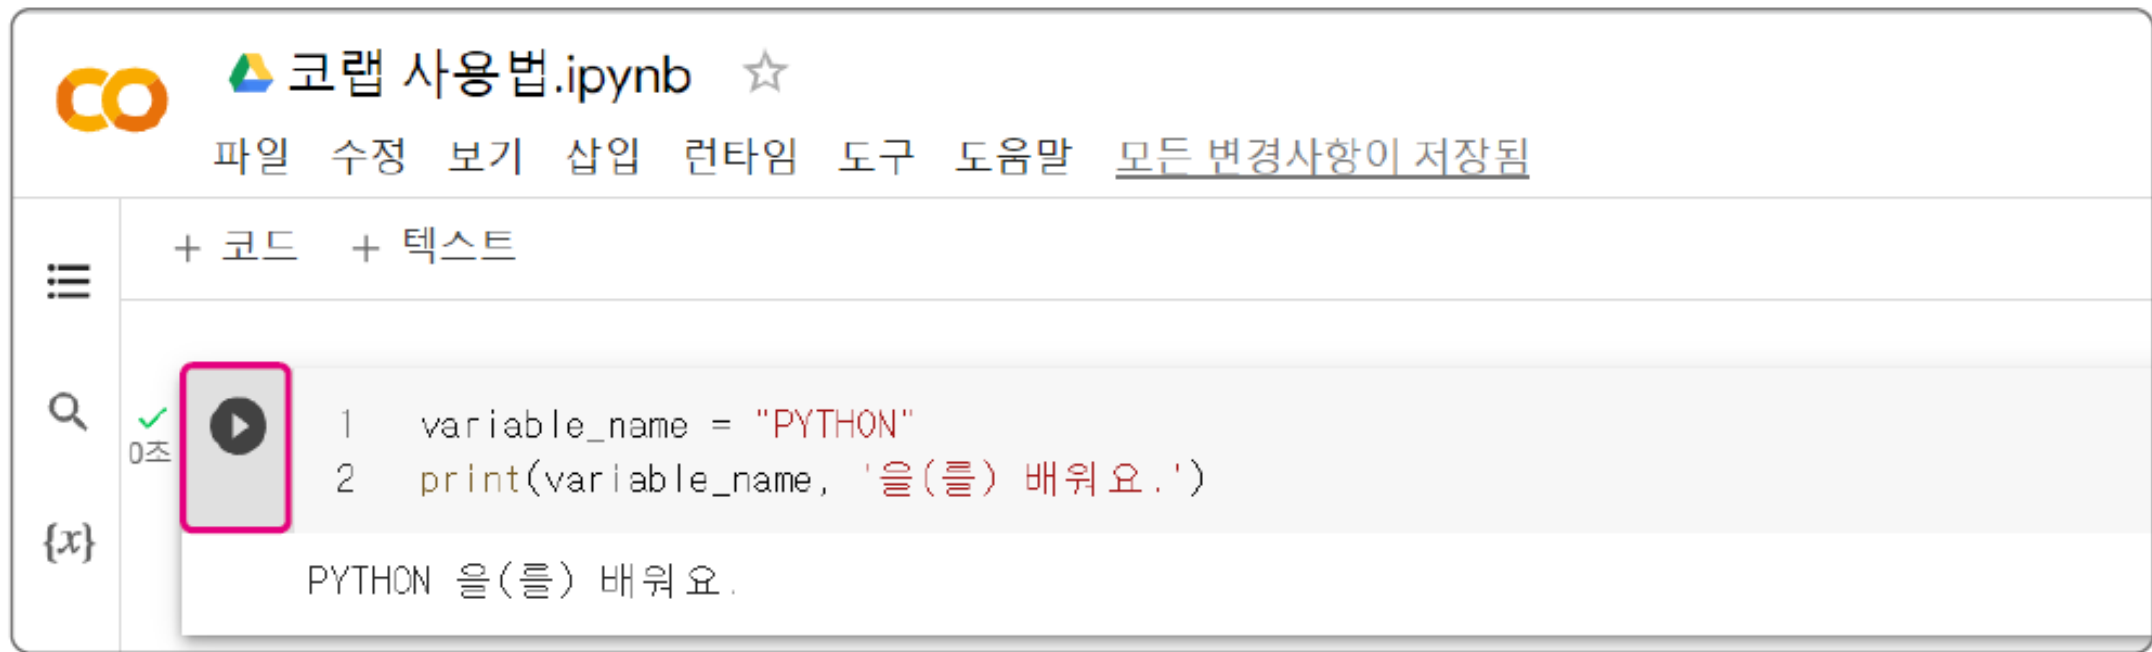 코랩 사용법.ipynb
파일 수정 보기 삽입 런타임 도구 도움말 모든 변경사항이 저장됨
+ 코드 + 텍스트
1 variable_name = "PYTHON"
0초
2 print(variable_name, '을(를) 배워요.')
{x}
PYTHON 을(를) 배워요.